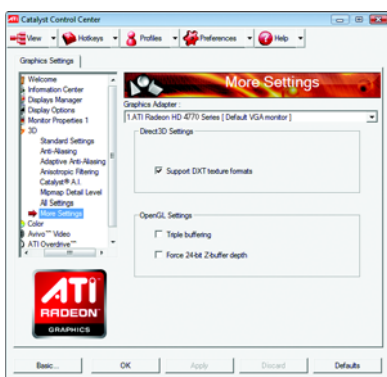 Catalyst Control Center
View Hotkeys Profiles Preferences Help
Graphics Settings
Welcome
Information Center
Displays Manager
Display Options
Monitor Properties 1
3D
Standard Settings
Anti-Aliasing
Adaptive Anti-Aliasing
Anisotropic Filtering
Catalyst® A.I.
Mipmap Detail Level
All Settings
More Settings
Color
Avivo™ Video
ATI Overdrive™
More Settings
Graphics Adapter :
1.ATI Radeon HD 4770 Series [ Default VGA monitor ]
Direct3D Settings
Support DXT texture formats
OpenGL Settings
Triple buffering
Force 24-bit Z-buffer depth
ATI
RADEON
GRAPHICS
Basic... OK Apply Discard Defaults